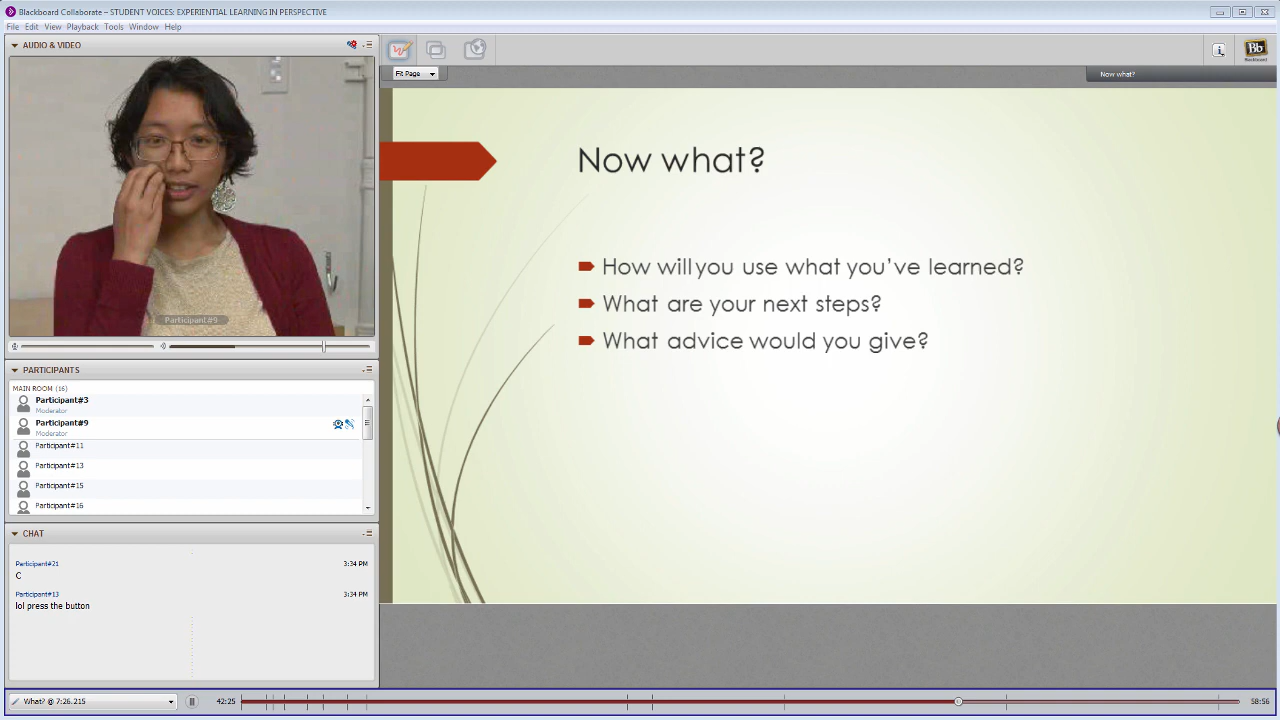 Blackboard Collaborate – STUDENT VOICES: EXPERIENTIAL LEARNING IN PERSPECTIVE
File Edit View Playback Tools Window Help
AUDIO & VIDEO
Participant#9
PARTICIPANTS
MAIN ROOM (16)
Participant#3
Moderator
Participant#9
Moderator
Participant#11
Participant#13
Participant#15
Participant#16
CHAT
Participant#21 3:34 PM
C
Participant#13 3:34 PM
lol press the button
Fit Page
Bb
Blackboard
Now what?
Now what?
How will you use what you've learned?
What are your next steps?
What advice would you give?
What? @ 7:26.215
42:25
58:56